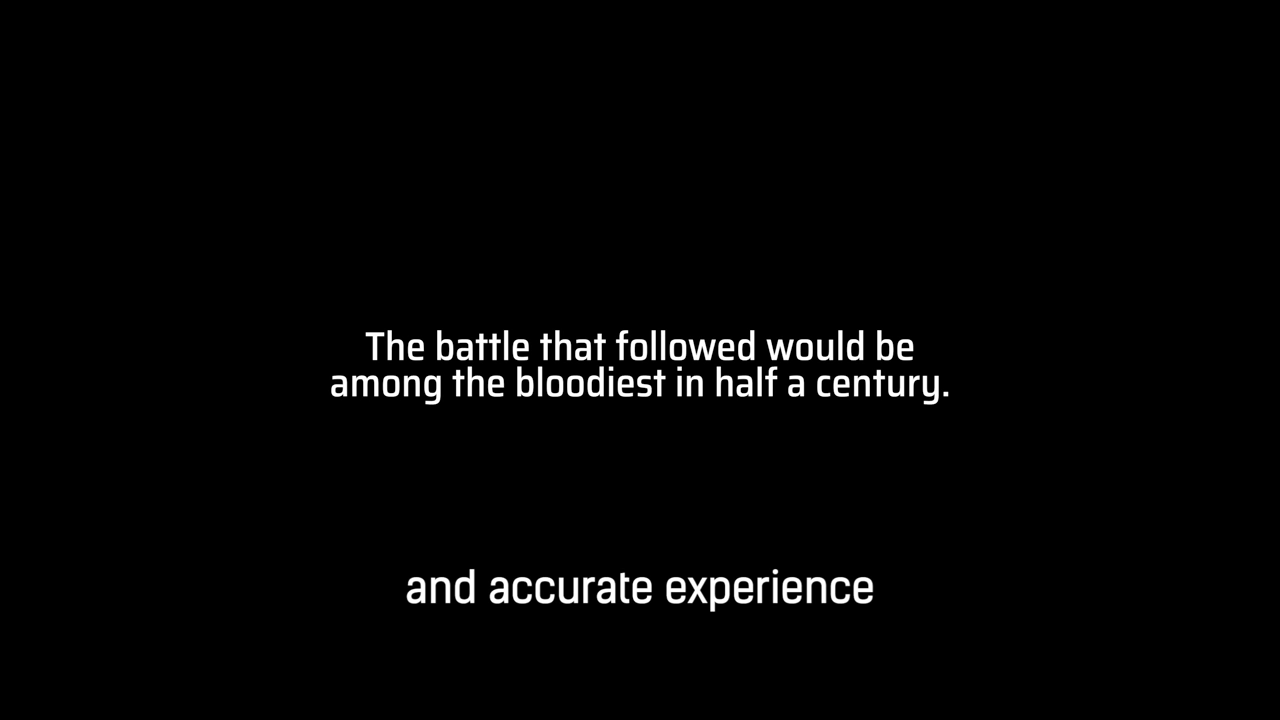 The battle that followed would be
among the bloodiest in half a century.
and accurate experience